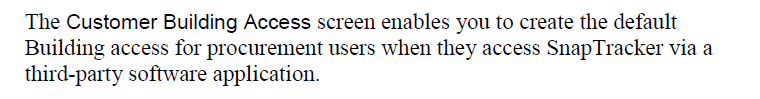 The Customer Building Access screen enables you to create the default
Building access for procurement users when they access SnapTracker via a
third-party software application.